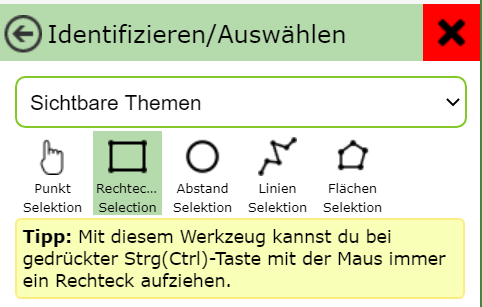 Identifizieren/Auswählen
Sichtbare Themen
Punkt Selektion
Rechtec... Selection
Abstand Selektion
Linien Selektion
Flächen Selektion
Tipp: Mit diesem Werkzeug kannst du bei
gedrückter Strg(Ctrl)-Taste mit der Maus immer
ein Rechteck aufziehen.